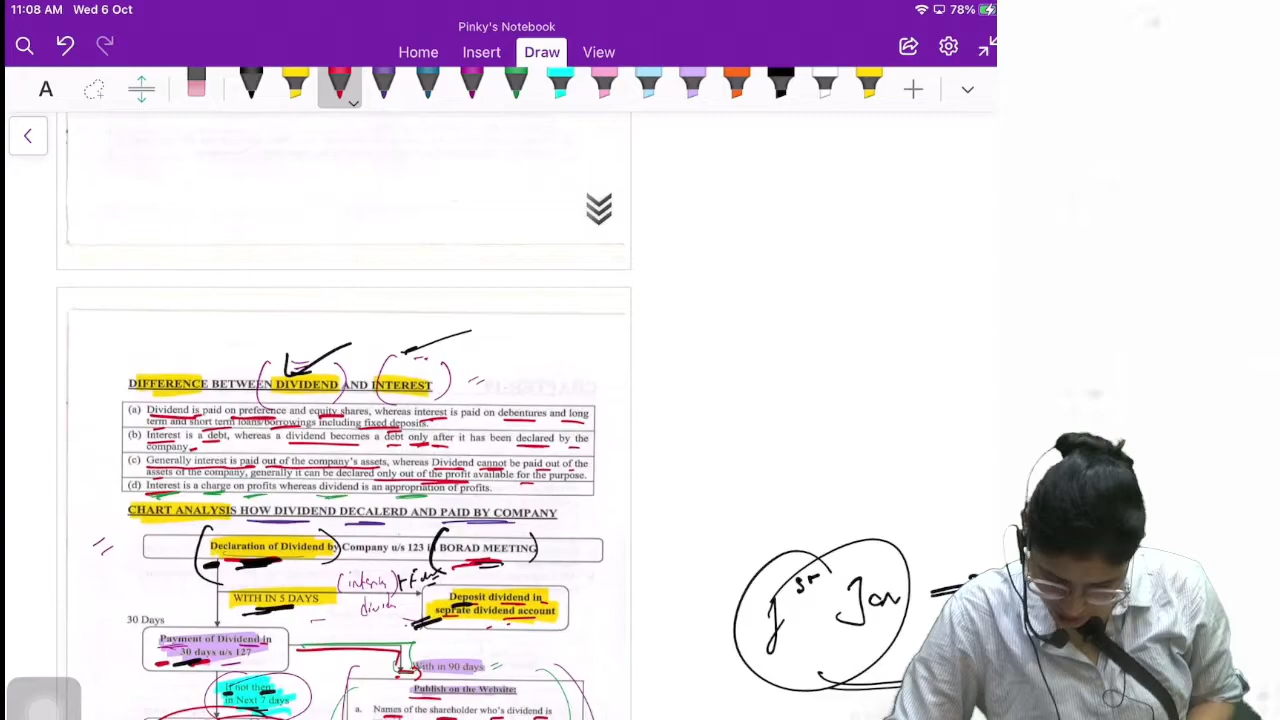 11:08 AM Wed 6 Oct
78%
Pinky's Notebook
Home Insert Draw View
A
DIFFERENCE BETWEEN DIVIDEND AND INTEREST
(a) Dividend is paid on preference and equity shares, whereas interest is paid on debentures and long
term and short term loans/borrowings including fixed deposits.
(b) Interest is a debt, whereas a dividend becomes a debt only after it has been declared by the
company.
(c) Generally interest is paid out of the company's assets, whereas Dividend cannot be paid out of the
assets of the company, generally it can be declared only out of the profit available for the purpose.
(d) Interest is a charge on profits whereas dividend is an appropriation of profits.
CHART ANALYSIS HOW DIVIDEND DECALERD AND PAID BY COMPANY
Declaration of Dividend by Company u/s 123 i BORAD MEETING
WITH IN 5 DAYS
Deposit dividend in
seprate dividend account
30 Days
Payment of Dividend in
30 days u/s 127
With in 90 days
If not then
in Next 7 days
Publish on the Website:
a. Names of the shareholder who's dividend is
Jan